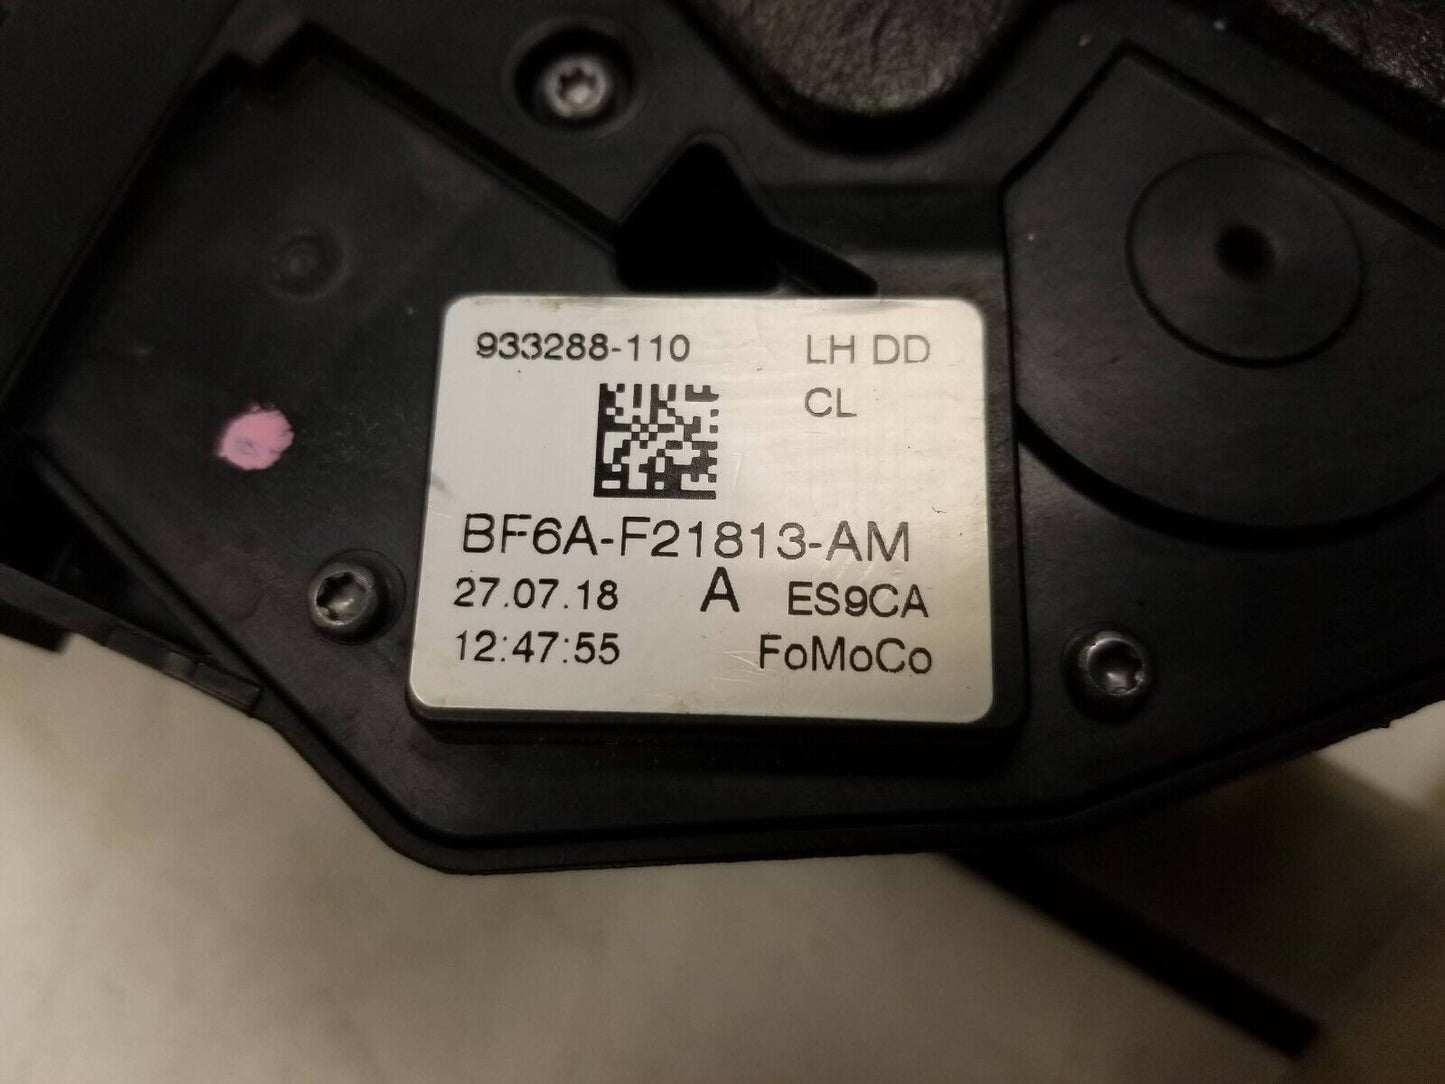 933288-110 LH DD
CL
BF6A-F21813-AM
27.07.18 A ES9CA
12:47:55 FoMoCo